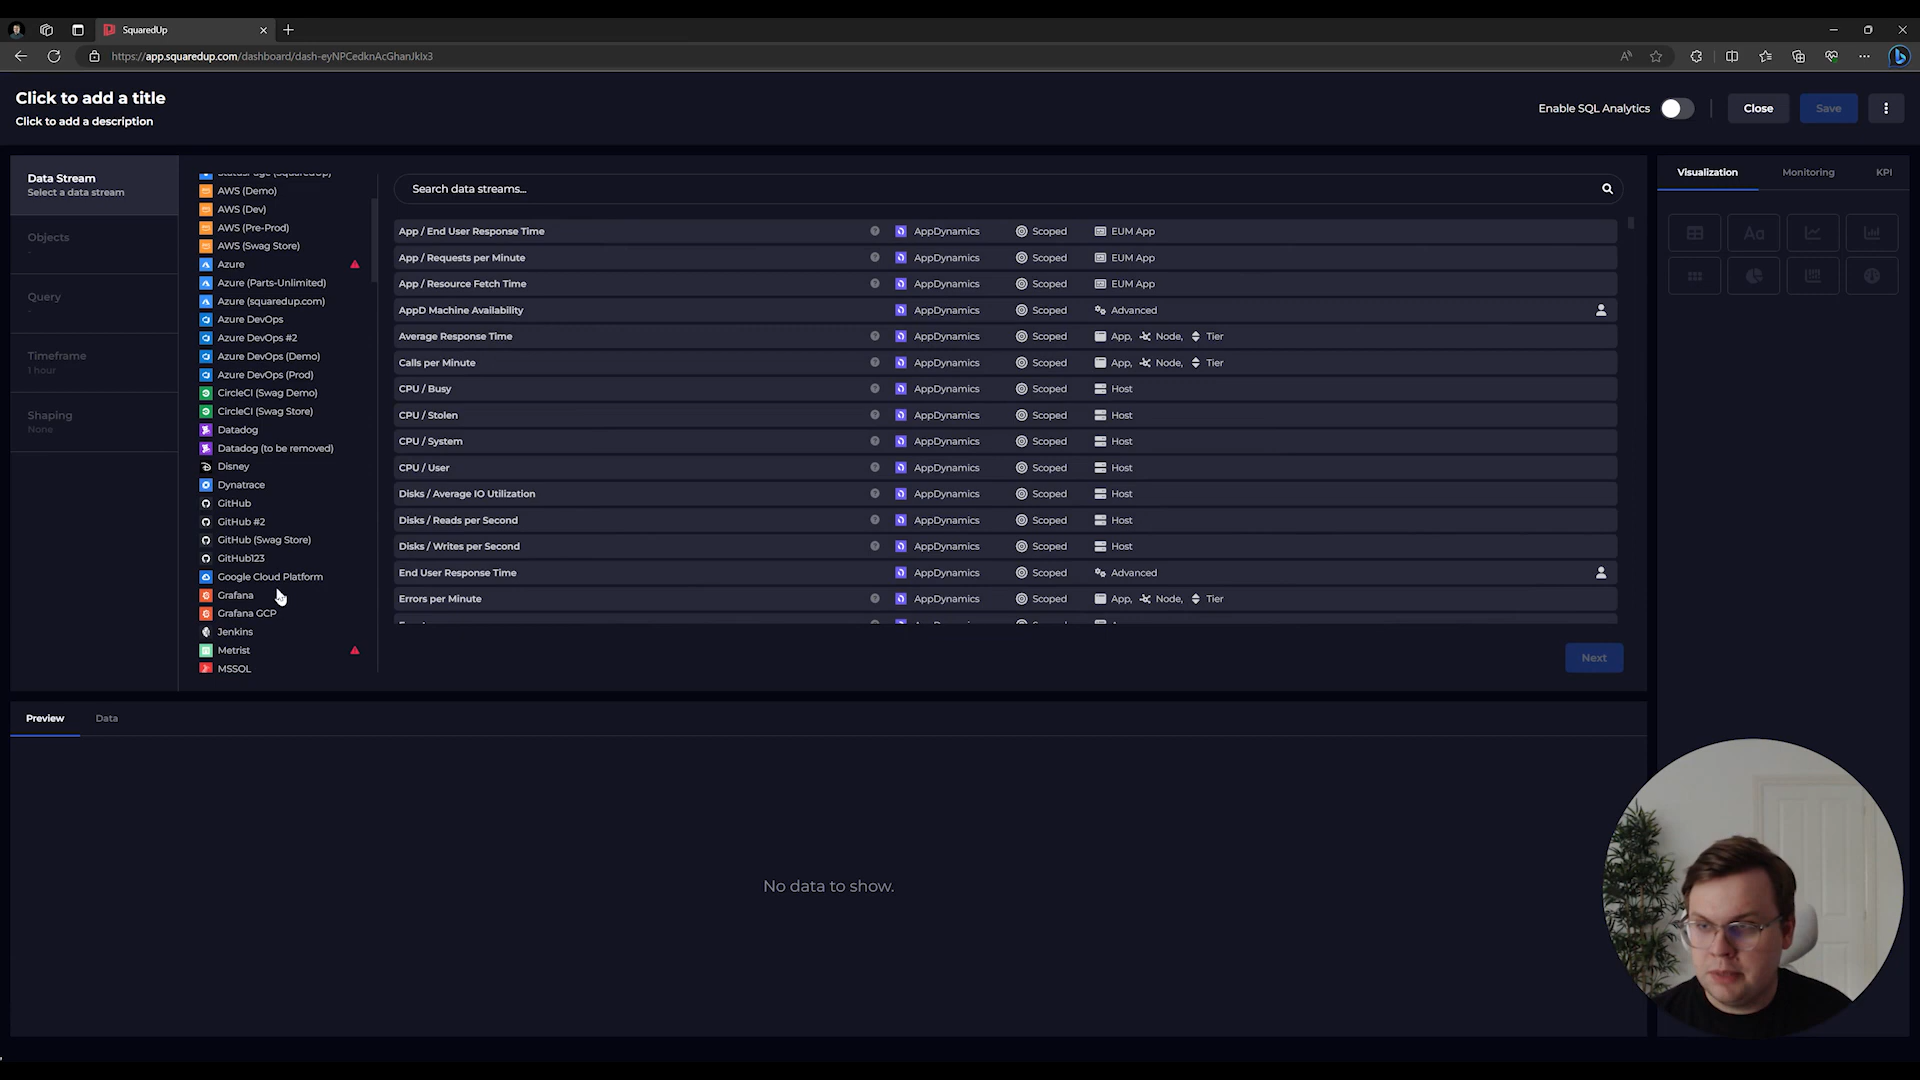 SquaredUp
https://app.squaredup.com/dashboard/dash-eyNPCedknAcGhanJkIx3
Click to add a title
Click to add a description
Enable SQL Analytics
Close
Save
Data Stream
Select a data stream
Objects
-
Query
-
Timeframe
1 hour
Shaping
None
StatusPage (SquaredUp)
AWS (Demo)
AWS (Dev)
AWS (Pre-Prod)
AWS (Swag Store)
Azure
Azure (Parts-Unlimited)
Azure (squaredup.com)
Azure DevOps
Azure DevOps #2
Azure DevOps (Demo)
Azure DevOps (Prod)
CircleCI (Swag Demo)
CircleCI (Swag Store)
Datadog
Datadog (to be removed)
Disney
Dynatrace
GitHub
GitHub #2
GitHub (Swag Store)
GitHub123
Google Cloud Platform
Grafana
Grafana GCP
Jenkins
Metrist
MSSQL
Search data streams...
App / End User Response Time AppDynamics Scoped EUM App
App / Requests per Minute AppDynamics Scoped EUM App
App / Resource Fetch Time AppDynamics Scoped EUM App
AppD Machine Availability AppDynamics Scoped Advanced
Average Response Time AppDynamics Scoped App, Node, Tier
Calls per Minute AppDynamics Scoped App, Node, Tier
CPU / Busy AppDynamics Scoped Host
CPU / Stolen AppDynamics Scoped Host
CPU / System AppDynamics Scoped Host
CPU / User AppDynamics Scoped Host
Disks / Average IO Utilization AppDynamics Scoped Host
Disks / Reads per Second AppDynamics Scoped Host
Disks / Writes per Second AppDynamics Scoped Host
End User Response Time AppDynamics Scoped Advanced
Errors per Minute AppDynamics Scoped App, Node, Tier
Next
Visualization
Monitoring
KPI
Aa
Preview
Data
No data to show.